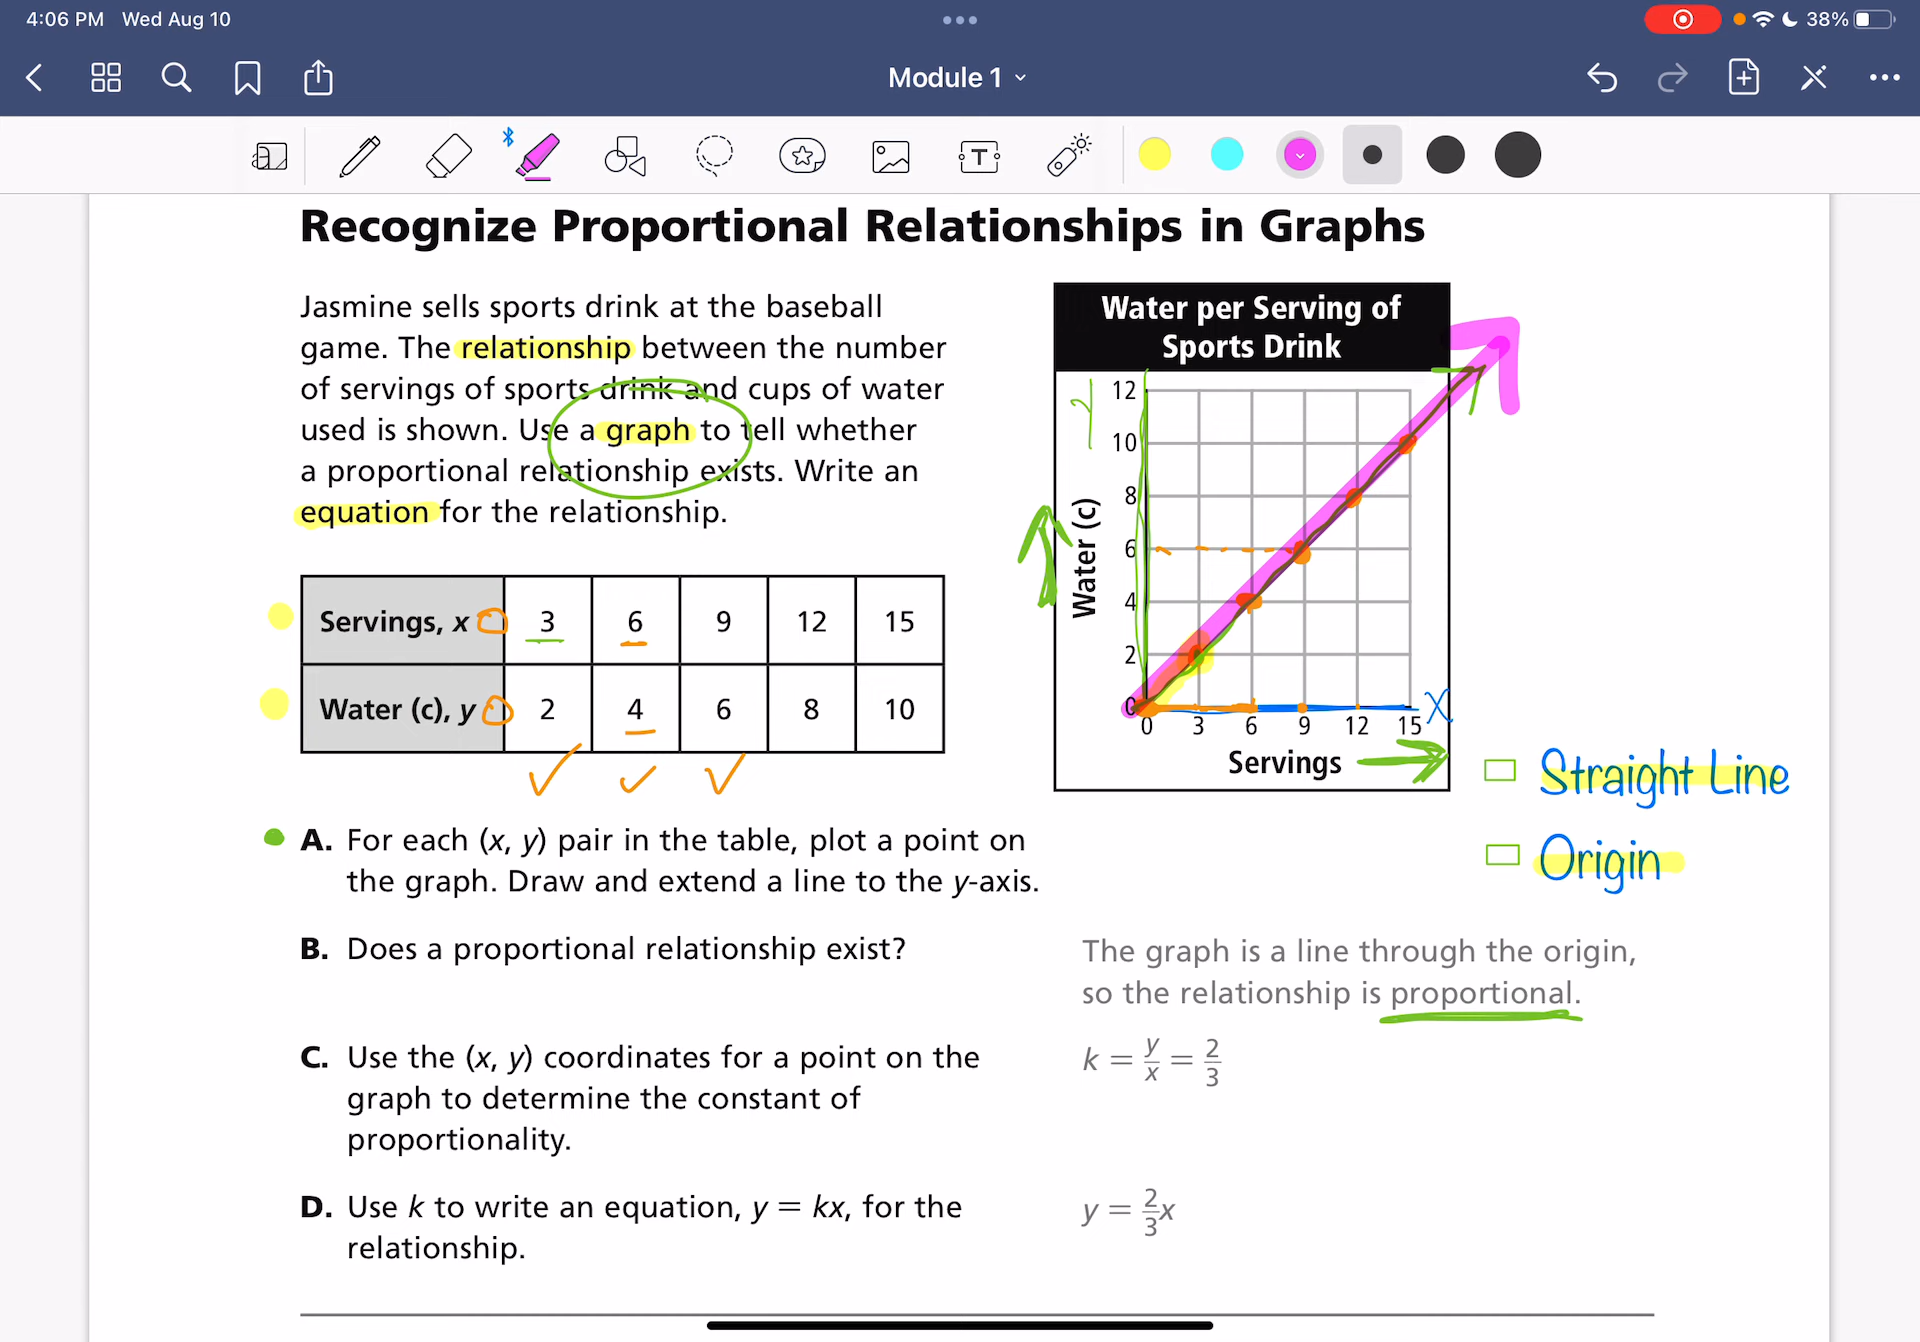 4:06 PM Wed Aug 10
38%
Module 1
Recognize Proportional Relationships in Graphs
Jasmine sells sports drink at the baseball
game. The relationship between the number
of servings of sports drink and cups of water
used is shown. Use a graph to tell whether
a proportional relationship exists. Write an
equation for the relationship.
Servings, x 3 6 9 12 15
Water (c), y 2 4 6 8 10
Water per Serving of
Sports Drink
y
12
10
8
6
4
2
0
Water (c)
0 3 6 9 12 15 X
Servings
Straight Line
Origin
A. For each (x, y) pair in the table, plot a point on
the graph. Draw and extend a line to the y-axis.
B. Does a proportional relationship exist?
The graph is a line through the origin,
so the relationship is proportional.
C. Use the (x, y) coordinates for a point on the
graph to determine the constant of
proportionality.
k = y/x = 2/3
D. Use k to write an equation, y = kx, for the
relationship.
y = 2/3x